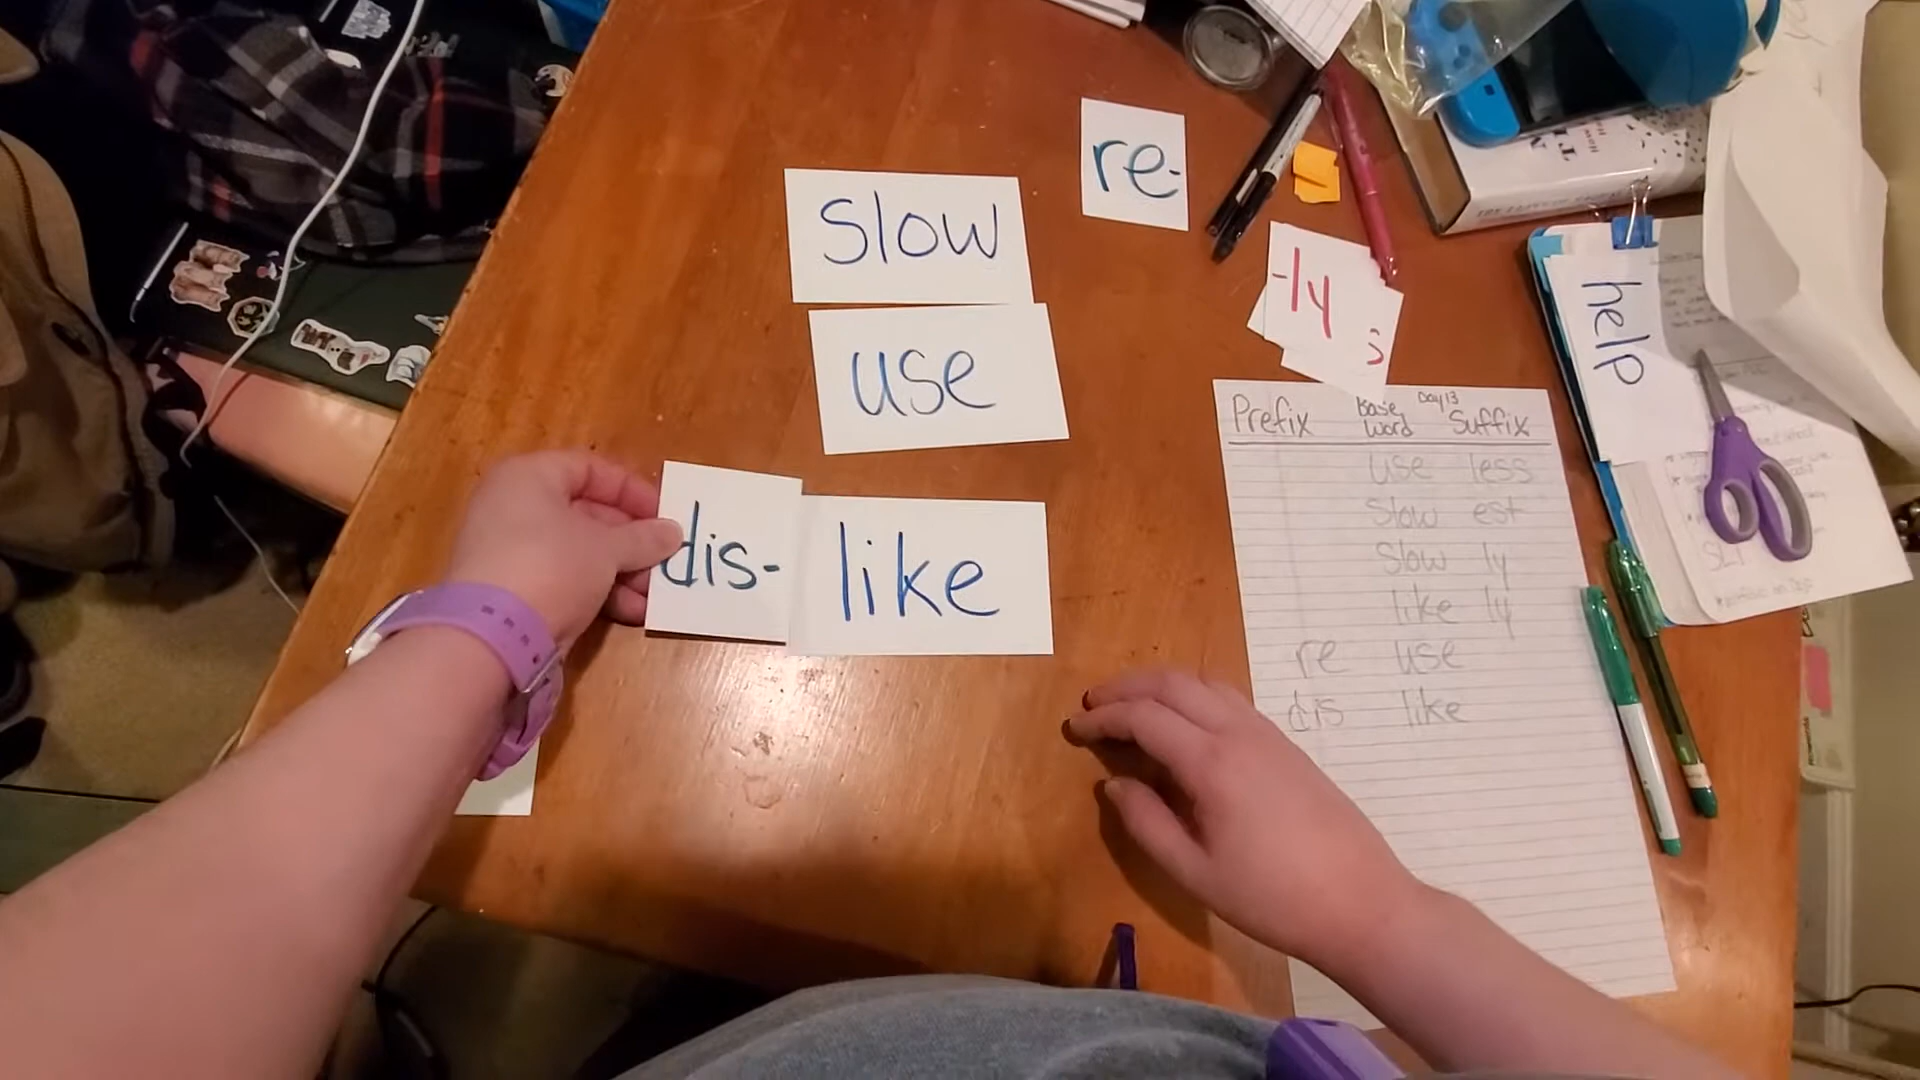 re-
slow
-ly
s
use
help
dis- like
Day 13
Prefix Base Word Suffix
use less
slow est
slow ly
like ly
re use
dis like